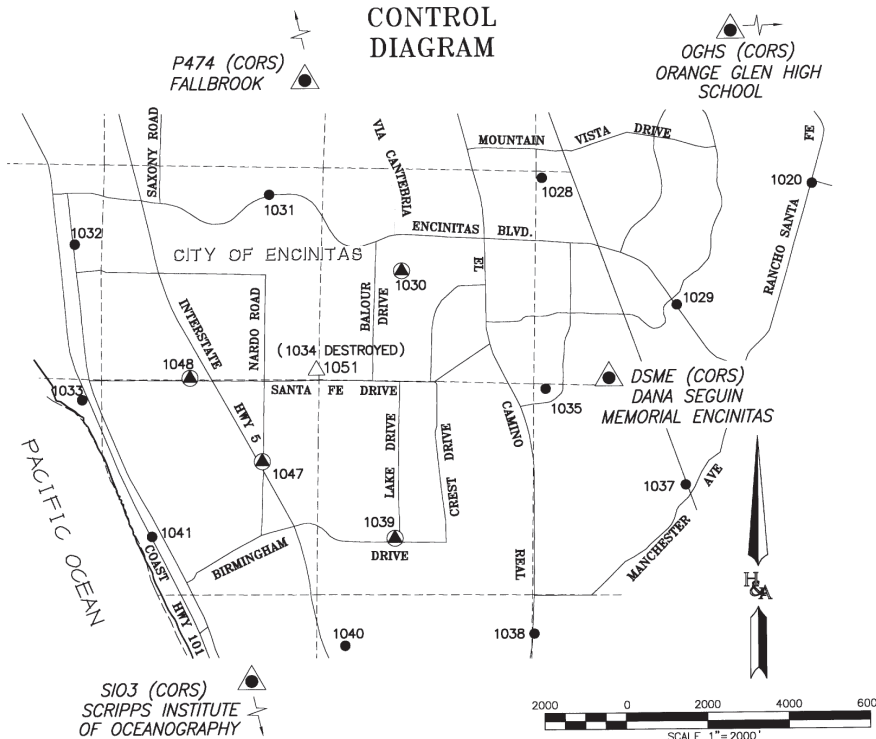 CONTROL
DIAGRAM
P474 (CORS)
FALLBROOK
OGHS (CORS)
ORANGE GLEN HIGH
SCHOOL
SAXONY ROAD
VIA CANTEBRIA
MOUNTAIN VISTA DRIVE
FE
1028
1020
1031
RANCHO SANTA
1032
ENCINITAS BLVD.
CITY OF ENCINITAS
EL
1030
BALOUR
DRIVE
1029
INTERSTATE
NARDO ROAD
(1034 DESTROYED)
1051
1048
DSME (CORS)
DANA SEGUIN
MEMORIAL ENCINITAS
1033
SANTA FE DRIVE
1035
HWY 5
LAKE DRIVE
CREST DRIVE
CAMINO
PACIFIC OCEAN
1047
1037
MANCHESTER AVE
1039
1041
COAST
BIRMINGHAM
DRIVE
REAL
H&A
HWY 101
1040
1038
SIO3 (CORS)
SCRIPPS INSTITUTE
OF OCEANOGRAPHY
2000 0 2000 4000 600
SCALE 1"=2000'